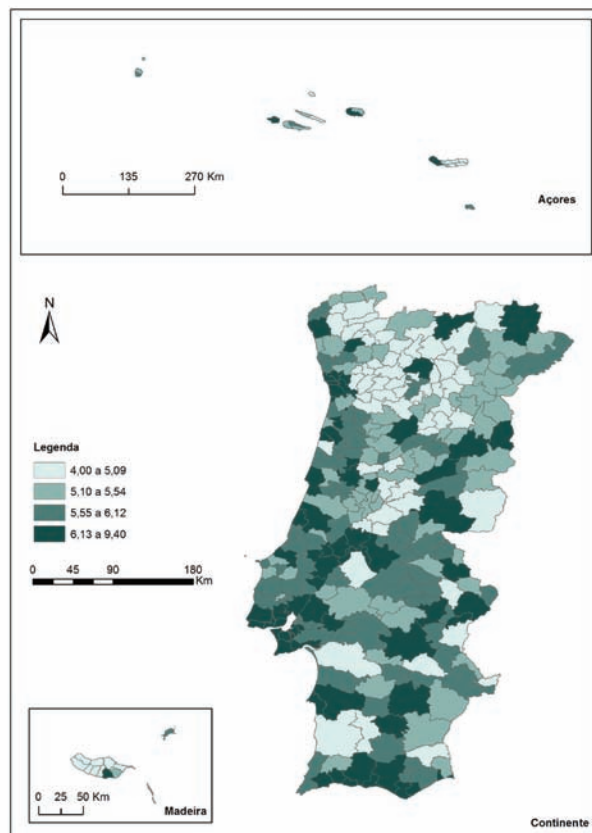 0 135 270 Km
Açores
N
Legenda
4,00 a 5,09
5,10 a 5,54
5,55 a 6,12
6,13 a 9,40
0 45 90 180
Km
0 25 50 Km
Madeira
Continente